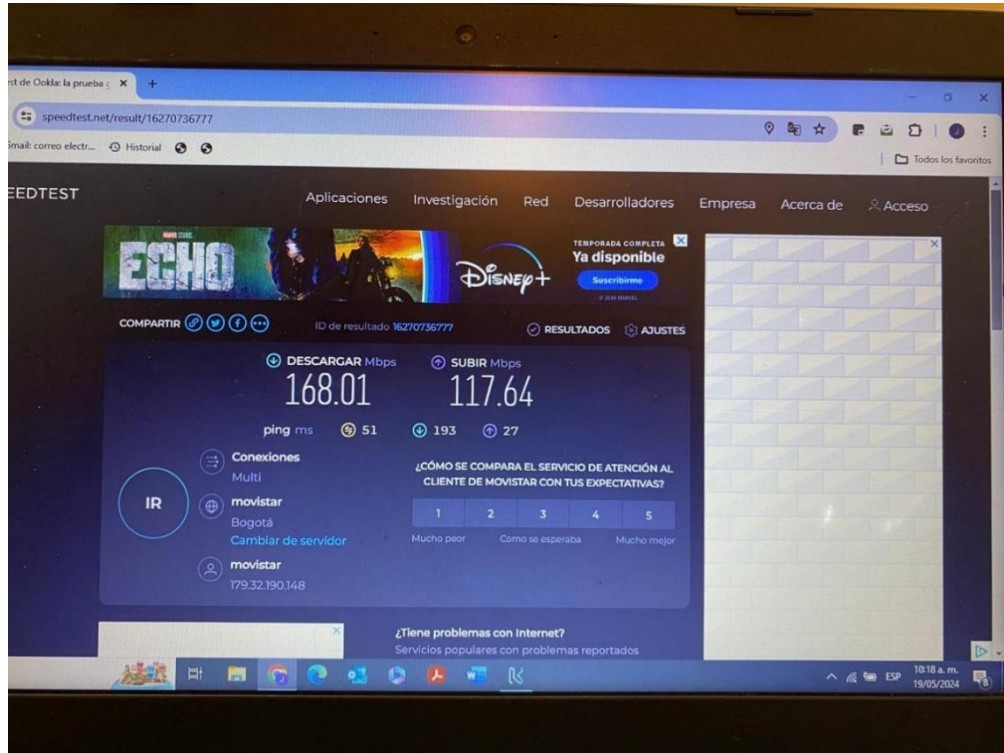 st de Ookla: la prueba
speedtest.net/result/16270736777
Gmail: correo electr... Historial
Todos los favoritos
EEDTEST
Aplicaciones Investigación Red Desarrolladores Empresa Acerca de Acceso
ECHO
Disney+
TEMPORADA COMPLETA
Ya disponible
Suscribirme
COMPARTIR ID de resultado 16270736777 RESULTADOS AJUSTES
DESCARGAR Mbps SUBIR Mbps
168.01 117.64
ping ms 51 193 27
Conexiones
Multi
movistar
Bogotá
Cambiar de servidor
movistar
179.32.190.148
IR
¿CÓMO SE COMPARA EL SERVICIO DE ATENCIÓN AL
CLIENTE DE MOVISTAR CON TUS EXPECTATIVAS?
1 2 3 4 5
Mucho peor Como se esperaba Mucho mejor
¿Tiene problemas con Internet?
Servicios populares con problemas reportados
ESP
10:18 a. m.
19/05/2024
8